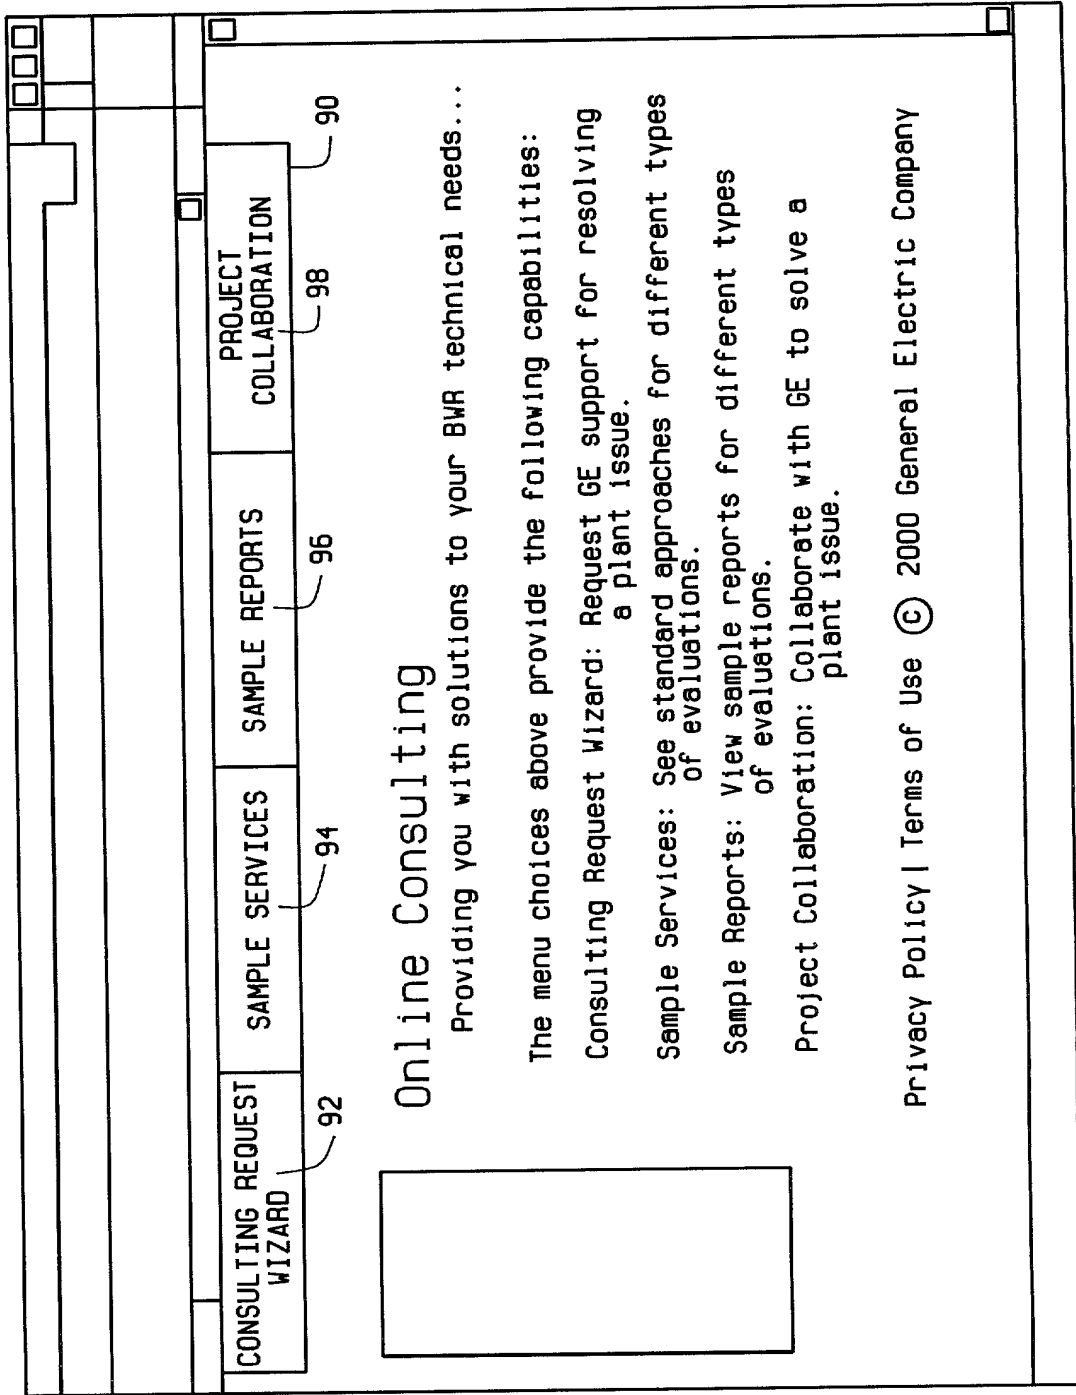 CONSULTING REQUEST
WIZARD
SAMPLE SERVICES
SAMPLE REPORTS
PROJECT
COLLABORATION
92
94
96
98
90
Online Consulting
Providing you with solutions to your BWR technical needs...
The menu choices above provide the following capabilities:
Consulting Request Wizard: Request GE support for resolving
a plant issue.
Sample Services: See standard approaches for different types
of evaluations.
Sample Reports: View sample reports for different types
of evaluations.
Project Collaboration: Collaborate with GE to solve a
plant issue.
Privacy Policy | Terms of Use © 2000 General Electric Company